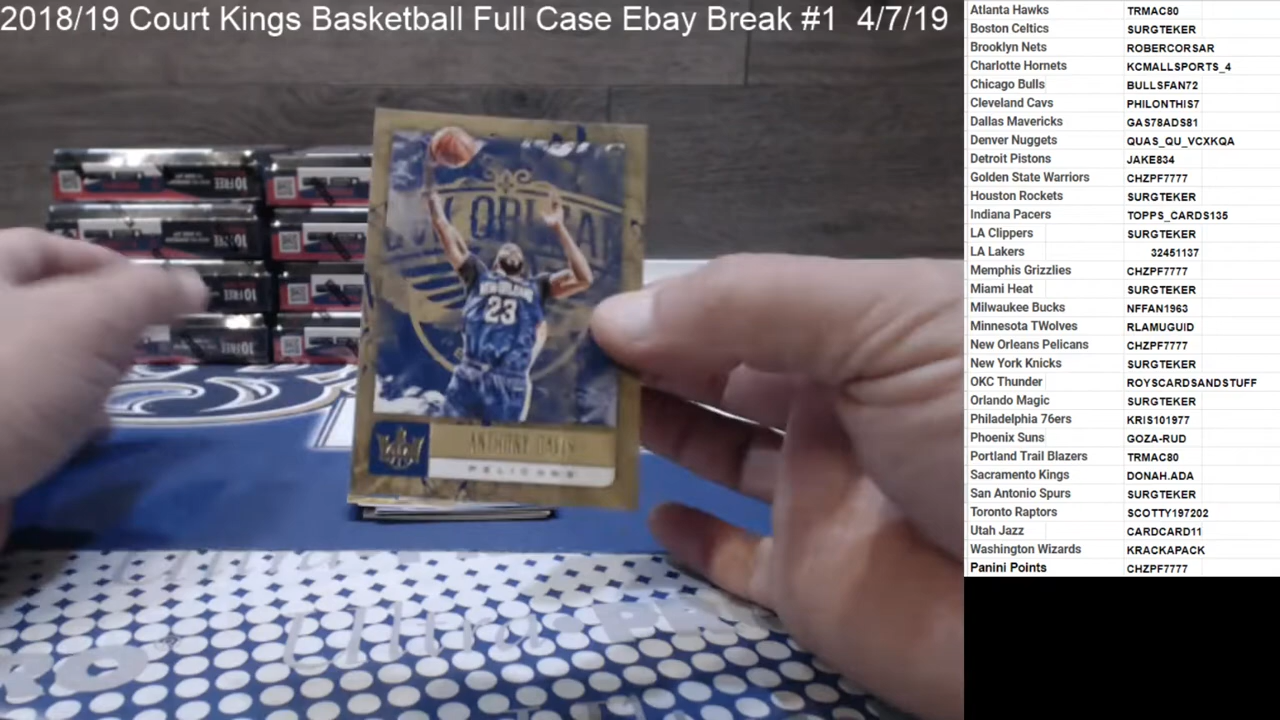 2018/19 Court Kings Basketball Full Case Ebay Break #1 4/7/19
Atlanta Hawks TRMAC80
Boston Celtics SURGTEKER
Brooklyn Nets ROBERCORSAR
Charlotte Hornets KCMALLSPORTS_4
Chicago Bulls BULLSFAN72
Cleveland Cavs PHILONTHIS7
Dallas Mavericks GAS78ADS81
Denver Nuggets QUAS_QU_VCXKQA
Detroit Pistons JAKE834
Golden State Warriors CHZPF7777
Houston Rockets SURGTEKER
Indiana Pacers TOPPS_CARDS135
LA Clippers SURGTEKER
LA Lakers 32451137
Memphis Grizzlies CHZPF7777
Miami Heat SURGTEKER
Milwaukee Bucks NFFAN1963
Minnesota TWolves RLAMUGUID
New Orleans Pelicans CHZPF7777
New York Knicks SURGTEKER
OKC Thunder ROYSCARDSANDSTUFF
Orlando Magic SURGTEKER
Philadelphia 76ers KRIS101977
Phoenix Suns GOZA-RUD
Portland Trail Blazers TRMAC80
Sacramento Kings DONAH.ADA
San Antonio Spurs SURGTEKER
Toronto Raptors SCOTTY197202
Utah Jazz CARDCARD11
Washington Wizards KRACKAPACK
Panini Points CHZPF7777
NEW ORLEANS
23
ANTHONY DAVIS
PELICANS
Ultra PRO